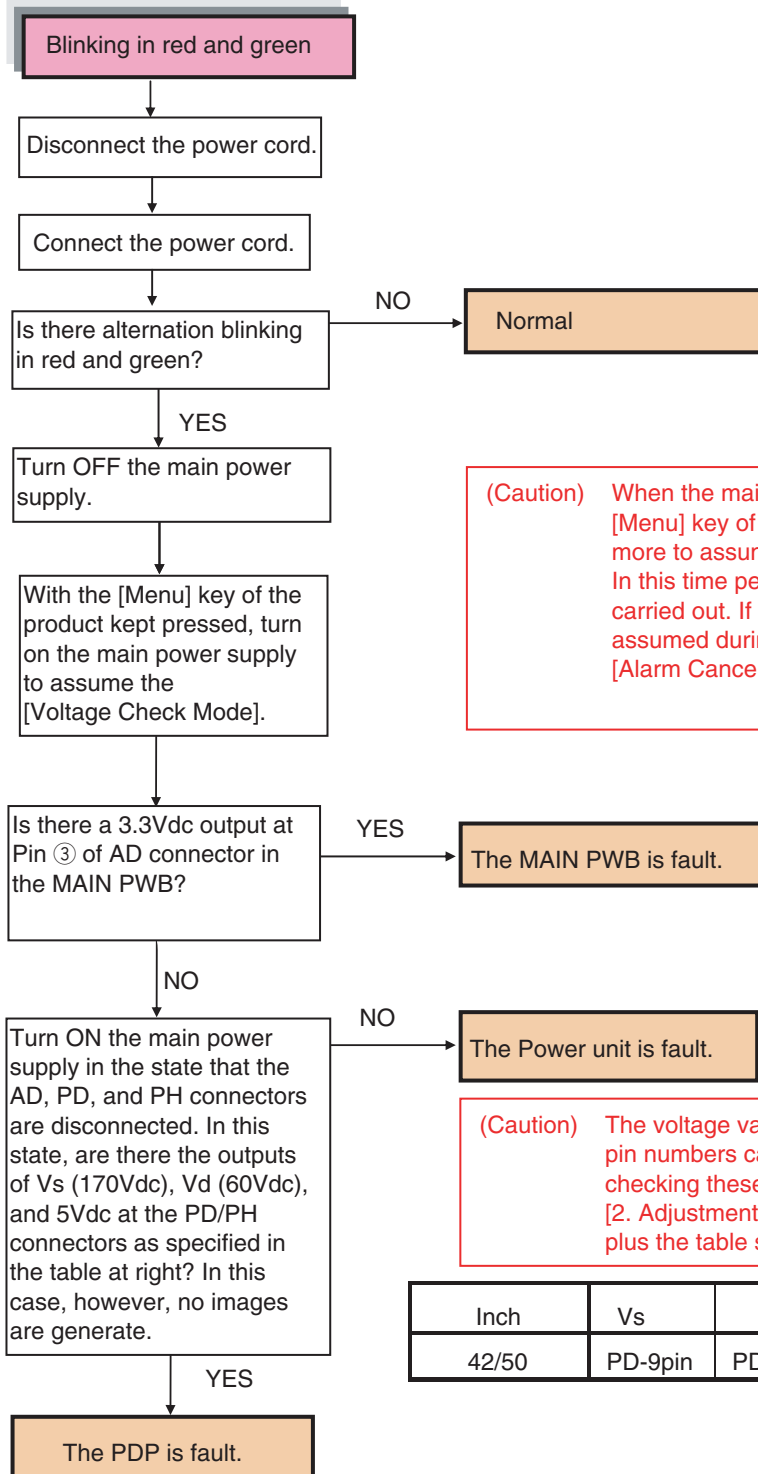 Blinking in red and green
Disconnect the power cord.
Connect the power cord.
Is there alternation blinking
in red and green?
NO
Normal
YES
Turn OFF the main power
supply.
(Caution) When the mai
[Menu] key of
more to assur
In this time pe
carried out. If
assumed duri
[Alarm Cance
With the [Menu] key of the
product kept pressed, turn
on the main power supply
to assume the
[Voltage Check Mode].
Is there a 3.3Vdc output at
Pin ③ of AD connector in
the MAIN PWB?
YES
The MAIN PWB is fault.
NO
Turn ON the main power
supply in the state that the
AD, PD, and PH connectors
are disconnected. In this
state, are there the outputs
of Vs (170Vdc), Vd (60Vdc),
and 5Vdc at the PD/PH
connectors as specified in
the table at right? In this
case, however, no images
are generate.
NO
The Power unit is fault.
(Caution) The voltage va
pin numbers ca
checking these
[2. Adjustment
plus the table s
Inch Vs
42/50 PD-9pin PD
YES
The PDP is fault.